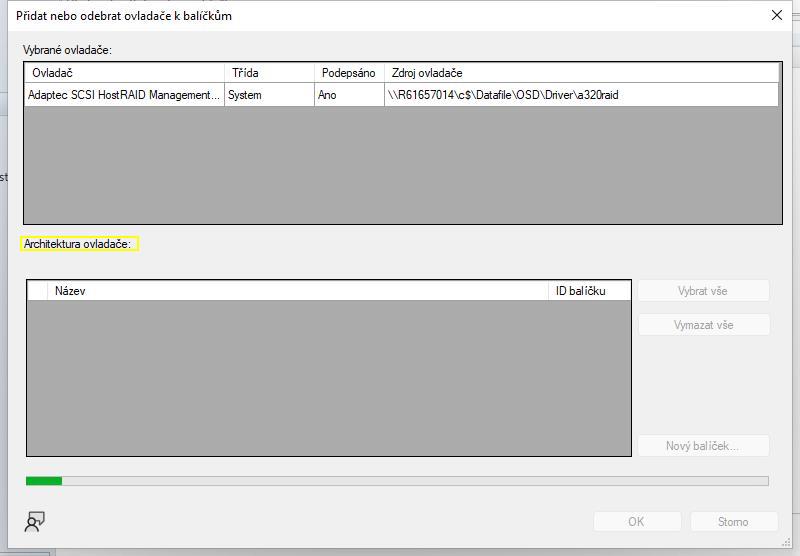 Přidat nebo odebrat ovladače k balíčkům
Vybrané ovladače:
Ovladač Třída Podepsáno Zdroj ovladače
Adaptec SCSI HostRAID Management... System Ano \\R61657014\c$\Datafile\OSD\Driver\a320raid
st
Architektura ovladače:
Název ID balíčku
Vybrat vše
Vymazat vše
Nový balíček...
OK Storno